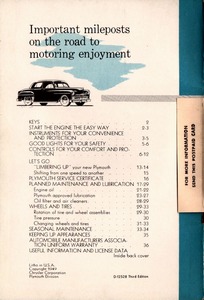 Important mileposts
on the road to
motoring enjoyment
KEYS 2
START THE ENGINE THE EASY WAY 2-3
INSTRUMENTS FOR YOUR CONVENIENCE
AND PROTECTION 3-5
GOOD LIGHTS FOR YOUR SAFETY 5-6
CONTROLS FOR YOUR COMFORT AND PRO-
TECTION 6-12
LET'S GO
"LIMBERING UP" your new Plymouth 13-14
Shifting from one speed to another 15
PLYMOUTH SERVICE CERTIFICATE 16
PLANNED MAINTENANCE AND LUBRICATION 17-29
Engine oil 21-22
Plymouth lubrication 25-27
Oil filter and air cleaners 28-29
WHEELS AND TIRES 29-33
Rotation of tire and wheel assemblies 29-30
Tire pressure 30
Changing wheels and tires 31-33
SEASONAL MAINTENANCE 33-34
KEEPING UP APPEARANCES 35
AUTOMOBILE MANUFACTURERS ASSOCIA-
TION UNIFORM WARRANTY 36
USEFUL INFORMATION AND LICENSE DATA
Inside back cover
Litho in U.S.A.
Copyright 1949
Chrysler Corporation
Plymouth Division
Third Edition
FOR MORE INFORMATION
SEND THIS POSTPAID CARD